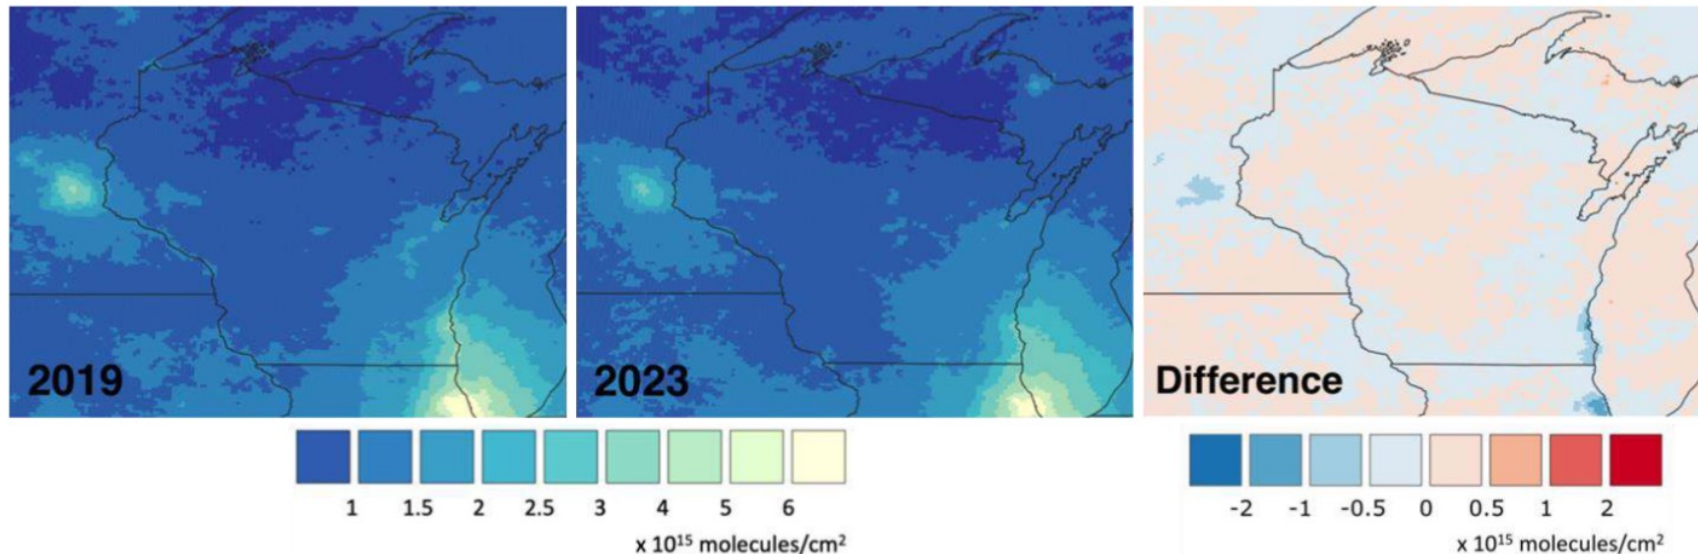 2019 2023 Difference
1 1.5 2 2.5 3 4 5 6
x 10¹⁵ molecules/cm²
-2 -1 -0.5 0 0.5 1 2
x 10¹⁵ molecules/cm²